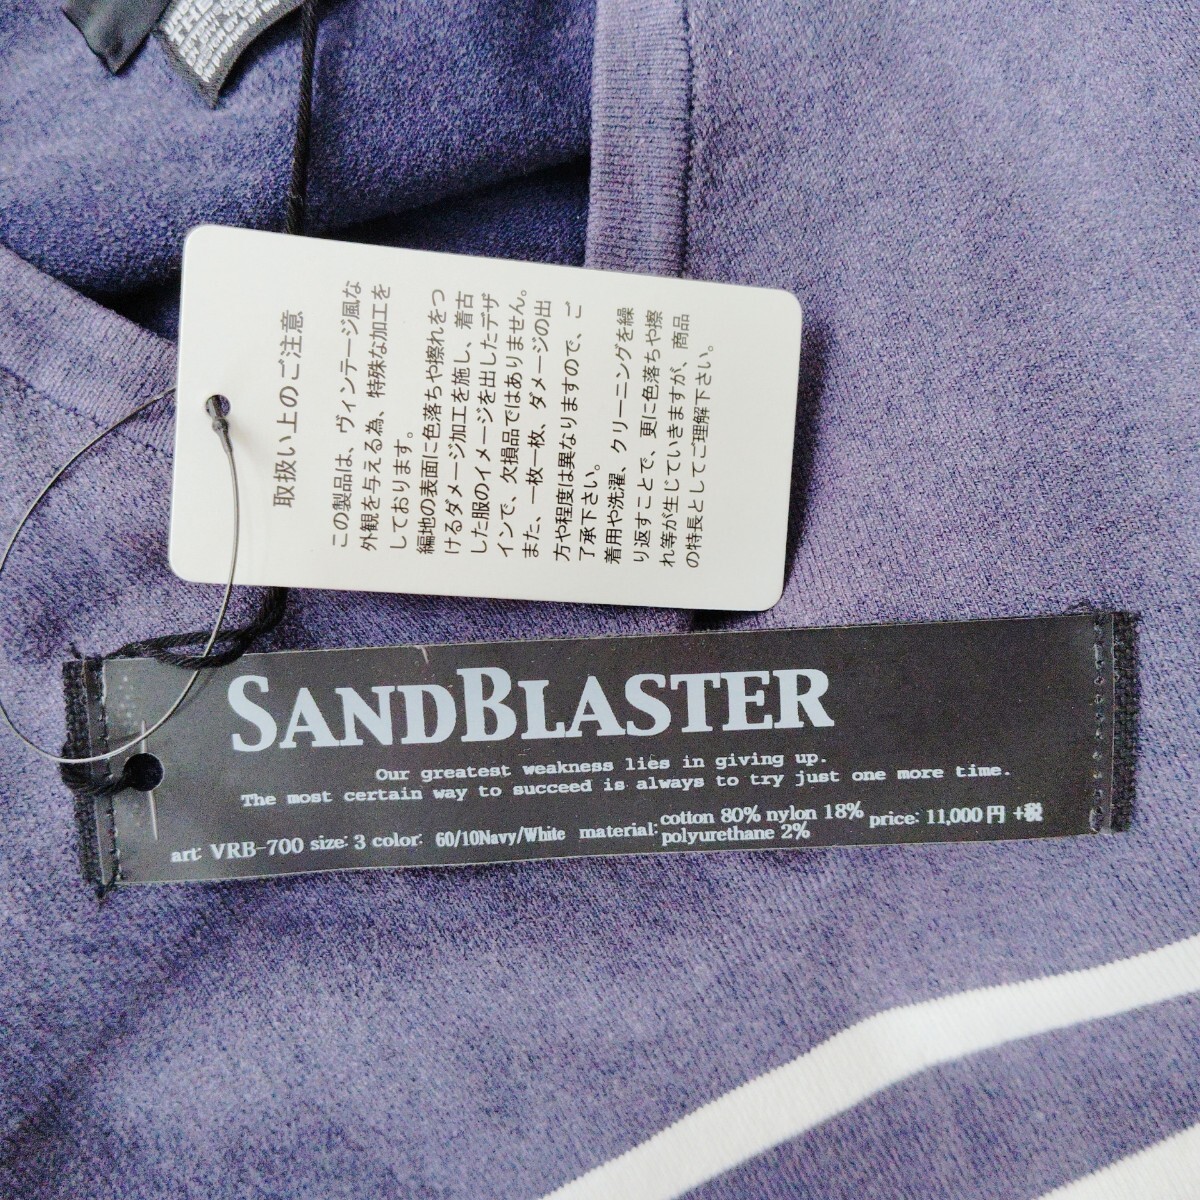 取扱い上のご注意
この製品は、ヴィンテージ風な
外観を与える為、特殊な加工を
しております。
編地の表面に色落ちや擦れをつ
けるダメージ加工を施し、着古
した服のイメージを出したデザ
インで、欠損品ではありません。
また、一枚一枚、ダメージの出
方や程度は異なりますので、ご
了承下さい。
着用や洗濯、クリーニングを繰
り返すことで、更に色落ちや擦
れ等が生じていきますが、商品
の特長としてご理解下さい。
SANDBLASTER
Our greatest weakness lies in giving up.
The most certain way to succeed is always to try just one more time.
art: VRB-700 size: 3 color: 60/10Navy/White material: cotton 80% nylon 18% price: 11,000円+税
polyurethane 2%